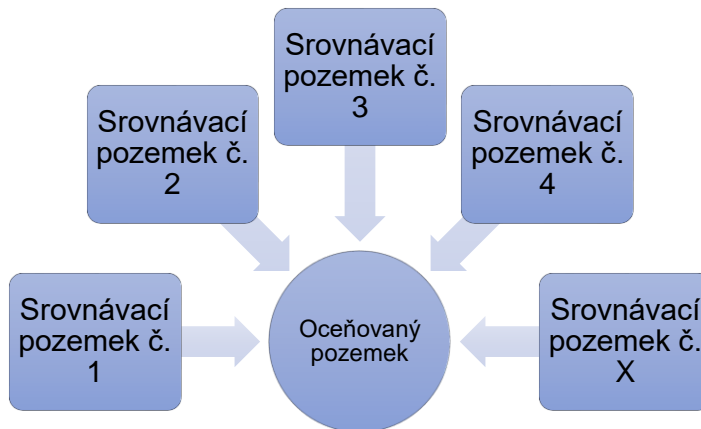 Srovnávací
pozemek č.
3
Srovnávací
pozemek č.
2
Srovnávací
pozemek č.
4
Srovnávací
pozemek č.
1
Oceňovaný
pozemek
Srovnávací
pozemek č.
X